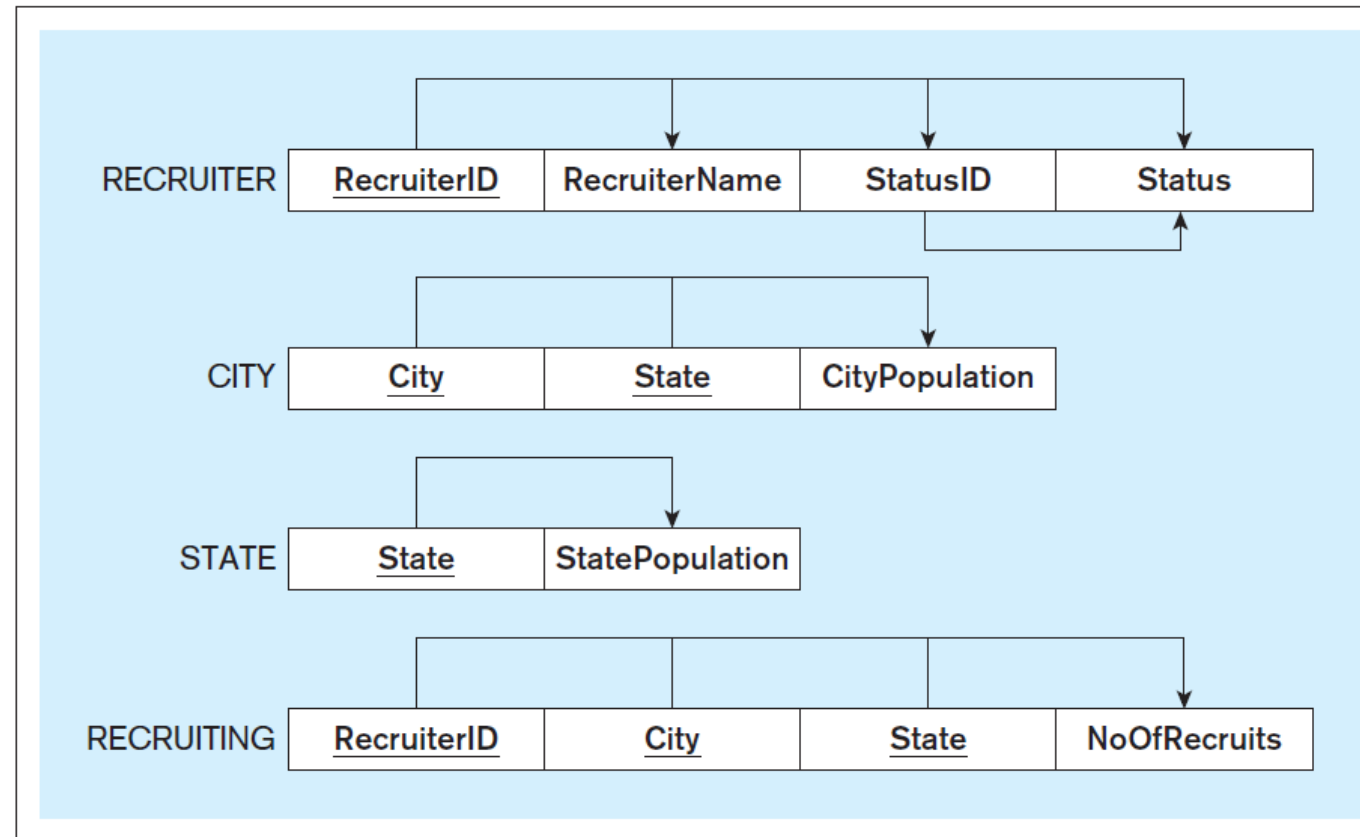 RECRUITER RecruiterID RecruiterName StatusID Status
CITY City State CityPopulation
STATE State StatePopulation
RECRUITING RecruiterID City State NoOfRecruits